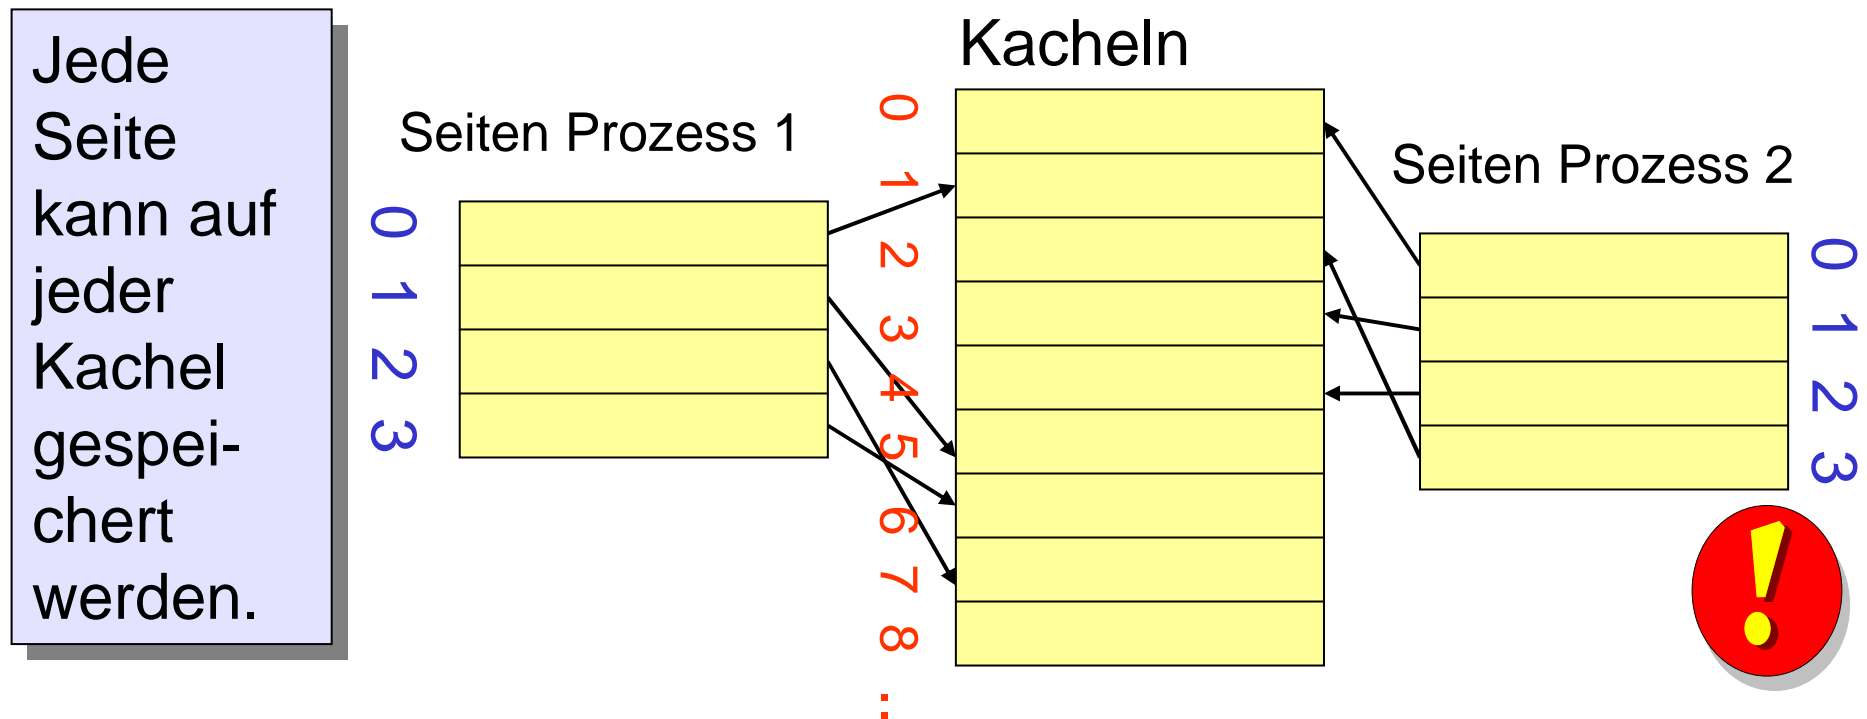 Jede
Seite
kann auf
jeder
Kachel
gespei-
chert
werden.
Seiten Prozess 1
0 1 2 3
Kacheln
0 1 2 3 4 5 6 7 8 ..
Seiten Prozess 2
0 1 2 3
!